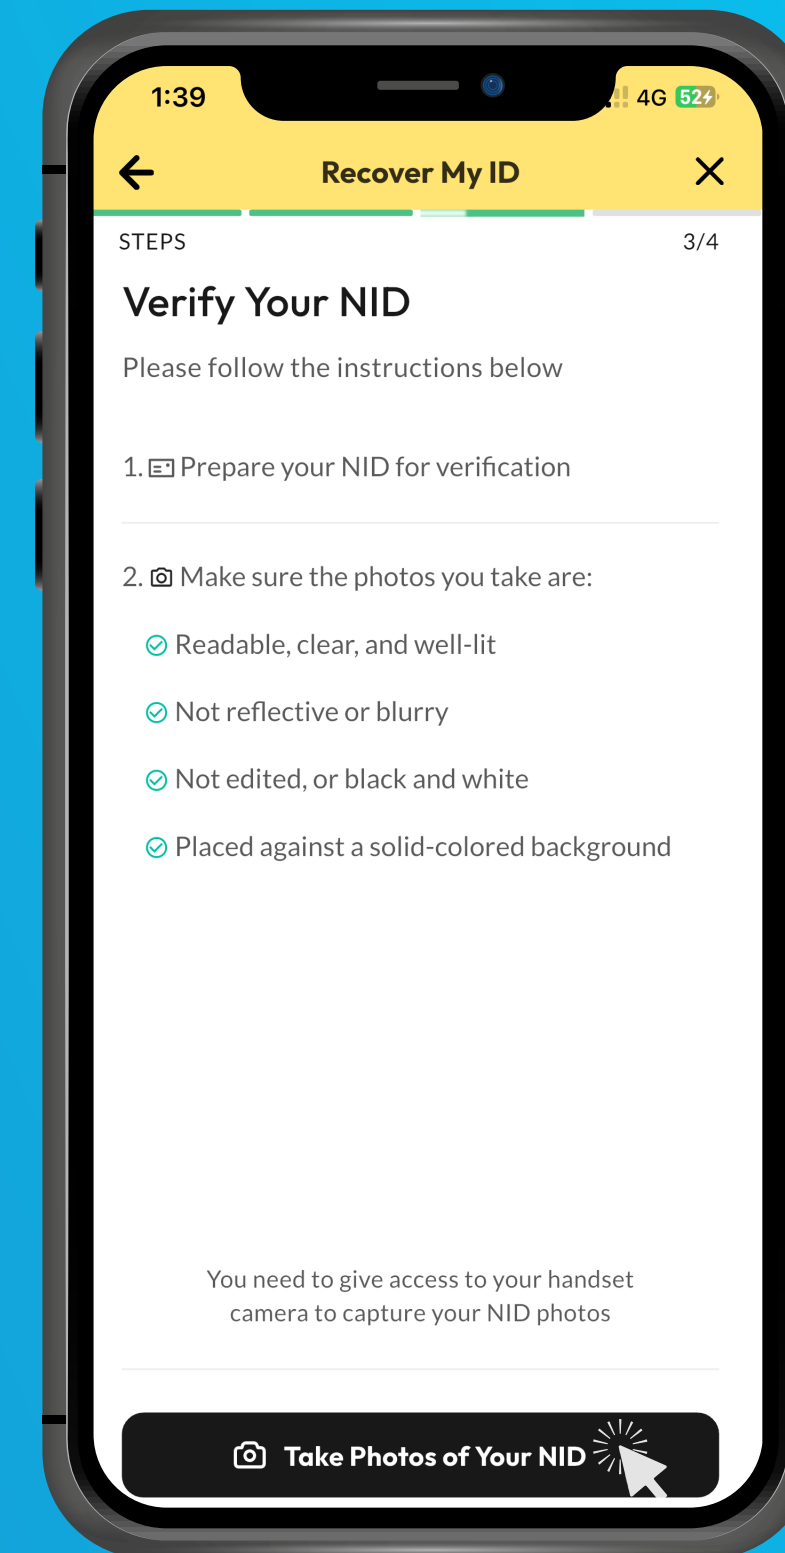 1:39
4G 52
Recover My ID
STEPS 3/4
Verify Your NID
Please follow the instructions below
1. Prepare your NID for verification
2. Make sure the photos you take are:
Readable, clear, and well-lit
Not reflective or blurry
Not edited, or black and white
Placed against a solid-colored background
You need to give access to your handset
camera to capture your NID photos
Take Photos of Your NID